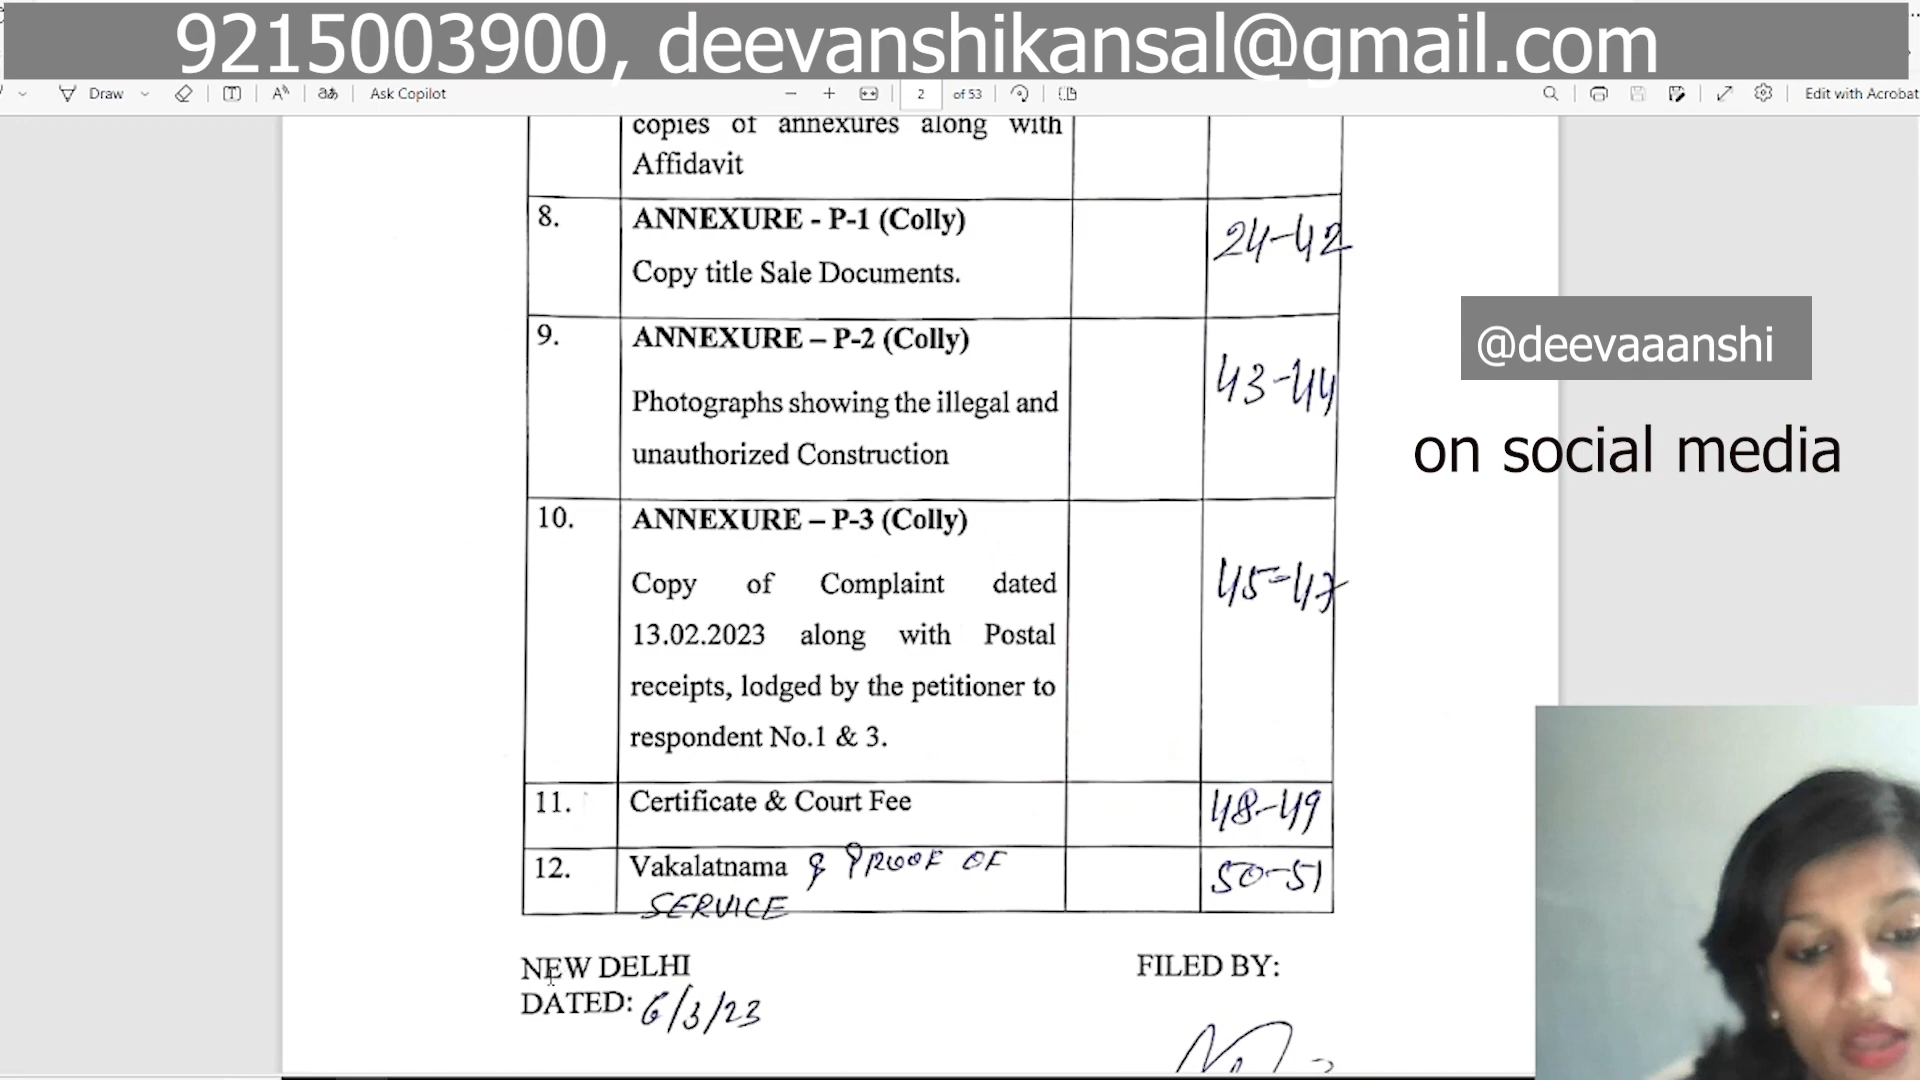 9215003900, deevanshikansal@gmail.com
Draw
Ask Copilot
2 of 53
Edit with Acrobat
copies of annexures along with
Affidavit
8. ANNEXURE - P-1 (Colly) 24-42
Copy title Sale Documents.
9. ANNEXURE – P-2 (Colly) 43-44
Photographs showing the illegal and
unauthorized Construction
10. ANNEXURE – P-3 (Colly) 45-47
Copy of Complaint dated
13.02.2023 along with Postal
receipts, lodged by the petitioner to
respondent No.1 & 3.
11. Certificate & Court Fee 48-49
12. Vakalatnama & PROOF OF 50-51
SERVICE
NEW DELHI FILED BY:
DATED: 6/3/23
@deevaaanshi
on social media